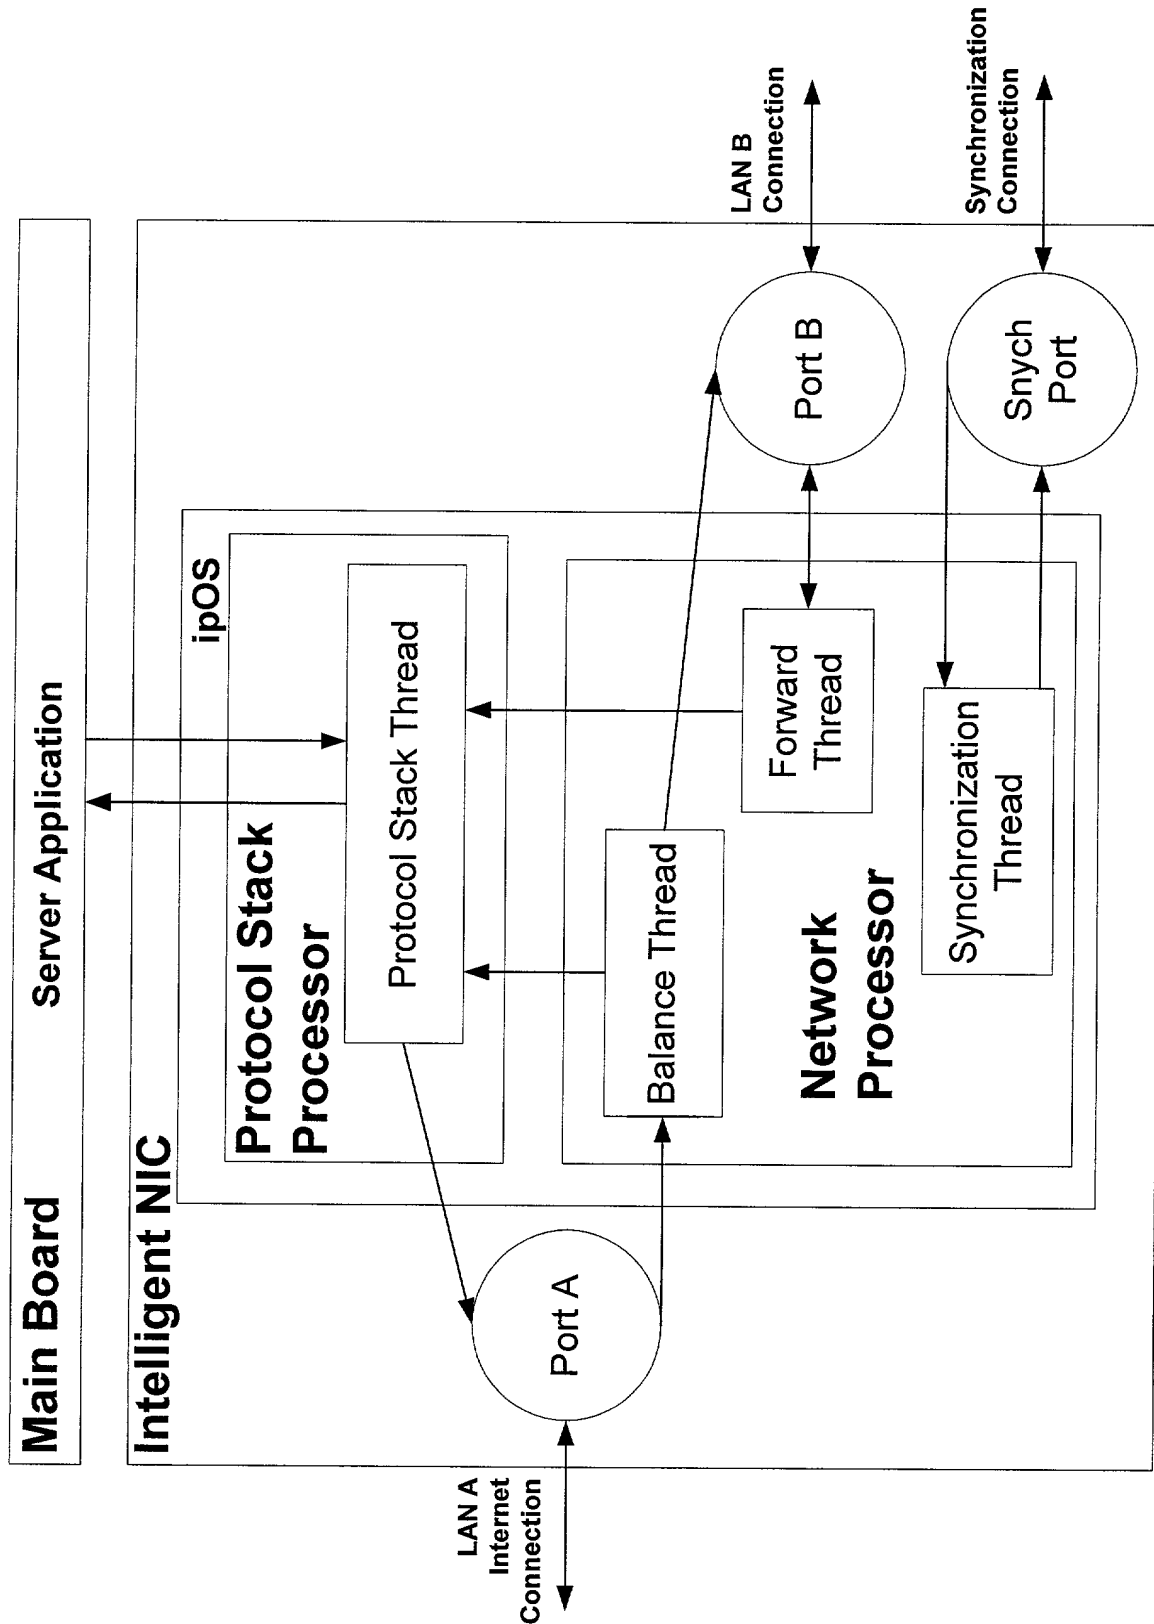 Main Board
Server Application
Intelligent NIC
ipOS
Protocol Stack
Processor
Protocol Stack Thread
LAN A
Internet
Connection
Port A
Balance Thread
Network
Processor
Forward
Thread
Synchronization
Thread
Port B
LAN B
Connection
Snych
Port
Synchronization
Connection